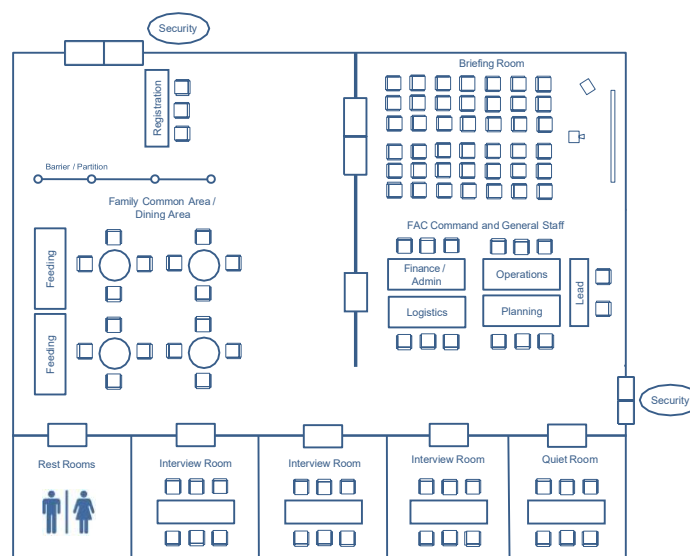 Security
Briefing Room
Registration
Barrier / Partition
Family Common Area /
Dining Area
FAC Command and General Staff
Feeding
Finance /
Admin
Operations
Lead
Logistics
Planning
Feeding
Security
Rest Rooms
Interview Room
Interview Room
Interview Room
Quiet Room